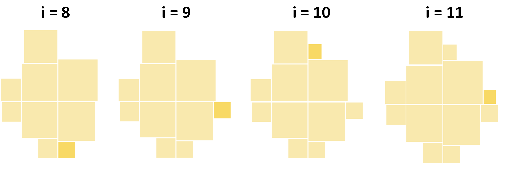 i = 8 i = 9 i = 10 i = 11